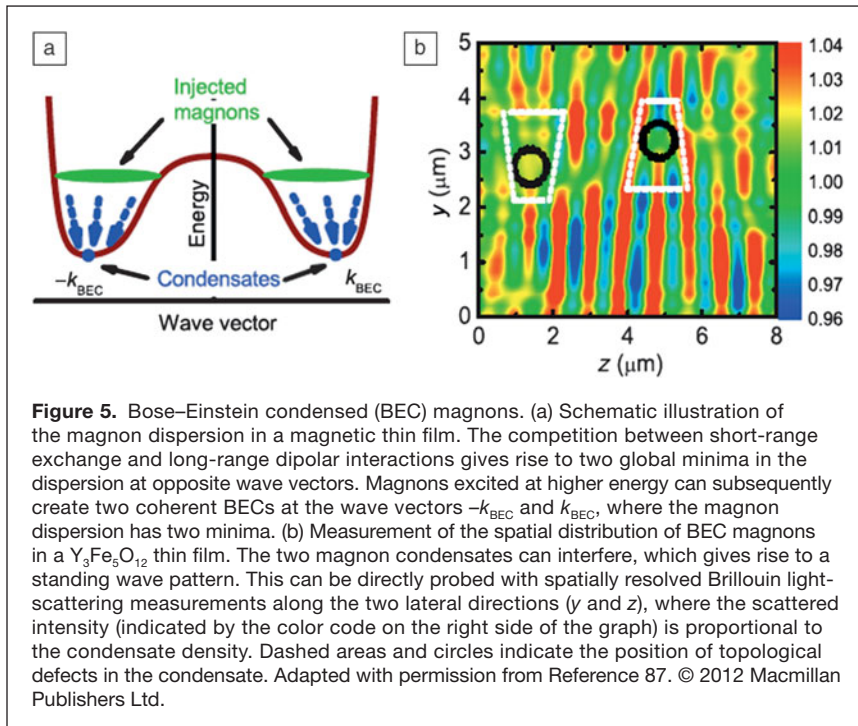 a
Injected
magnons
Energy
Condensates
–kBEC
kBEC
Wave vector
b
5
4
3
2
1
0
y (μm)
0
2
4
6
8
z (μm)
1.04
1.03
1.02
1.01
1.00
0.99
0.98
0.97
0.96
Figure 5. Bose–Einstein condensed (BEC) magnons. (a) Schematic illustration of
the magnon dispersion in a magnetic thin film. The competition between short-range
exchange and long-range dipolar interactions gives rise to two global minima in the
dispersion at opposite wave vectors. Magnons excited at higher energy can subsequently
create two coherent BECs at the wave vectors –kBEC and kBEC, where the magnon
dispersion has two minima. (b) Measurement of the spatial distribution of BEC magnons
in a Y3Fe5O12 thin film. The two magnon condensates can interfere, which gives rise to a
standing wave pattern. This can be directly probed with spatially resolved Brillouin light-
scattering measurements along the two lateral directions (y and z), where the scattered
intensity (indicated by the color code on the right side of the graph) is proportional to
the condensate density. Dashed areas and circles indicate the position of topological
defects in the condensate. Adapted with permission from Reference 87. © 2012 Macmillan
Publishers Ltd.